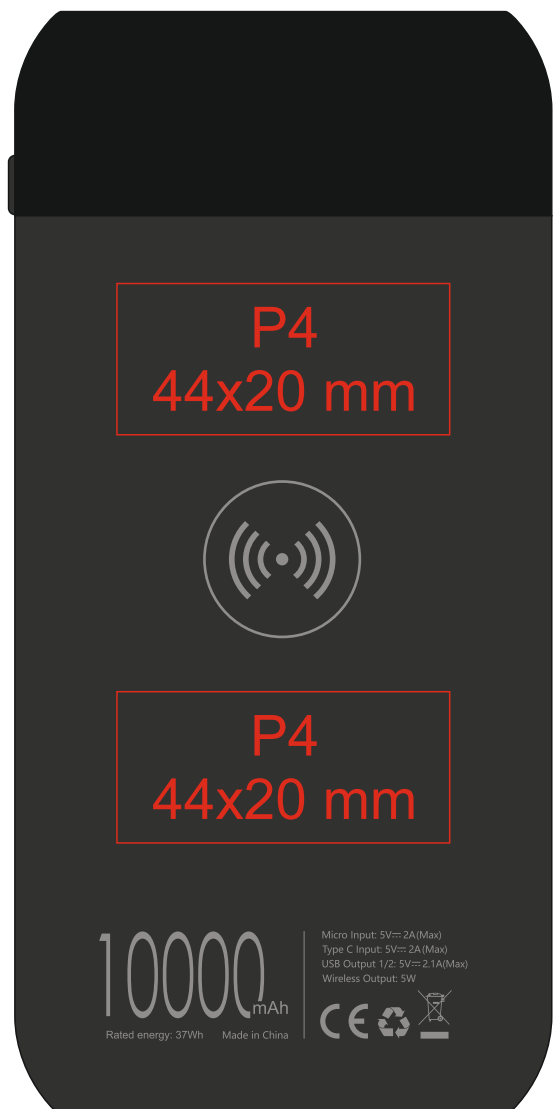 P4
44x20 mm
P4
44x20 mm
10000mAh
Rated energy: 37Wh Made in China
Micro Input: 5V⎓2A(Max)
Type C Input: 5V⎓2A(Max)
USB Output 1/2: 5V⎓2.1A(Max)
Wireless Output: 5W
CE